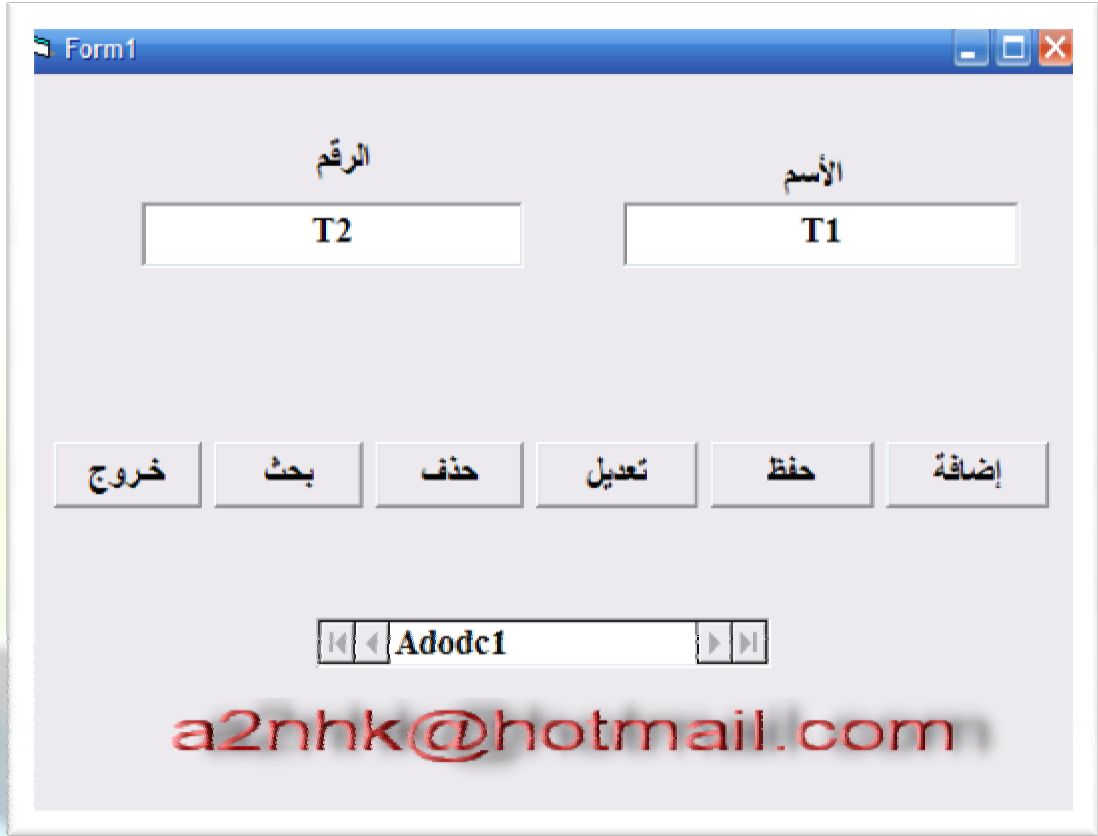 Form1
الأسم
الرقم
T1
T2
إضافة
حفظ
تعديل
حذف
بحث
خروج
Adodc1
a2nhk@hotmail.com